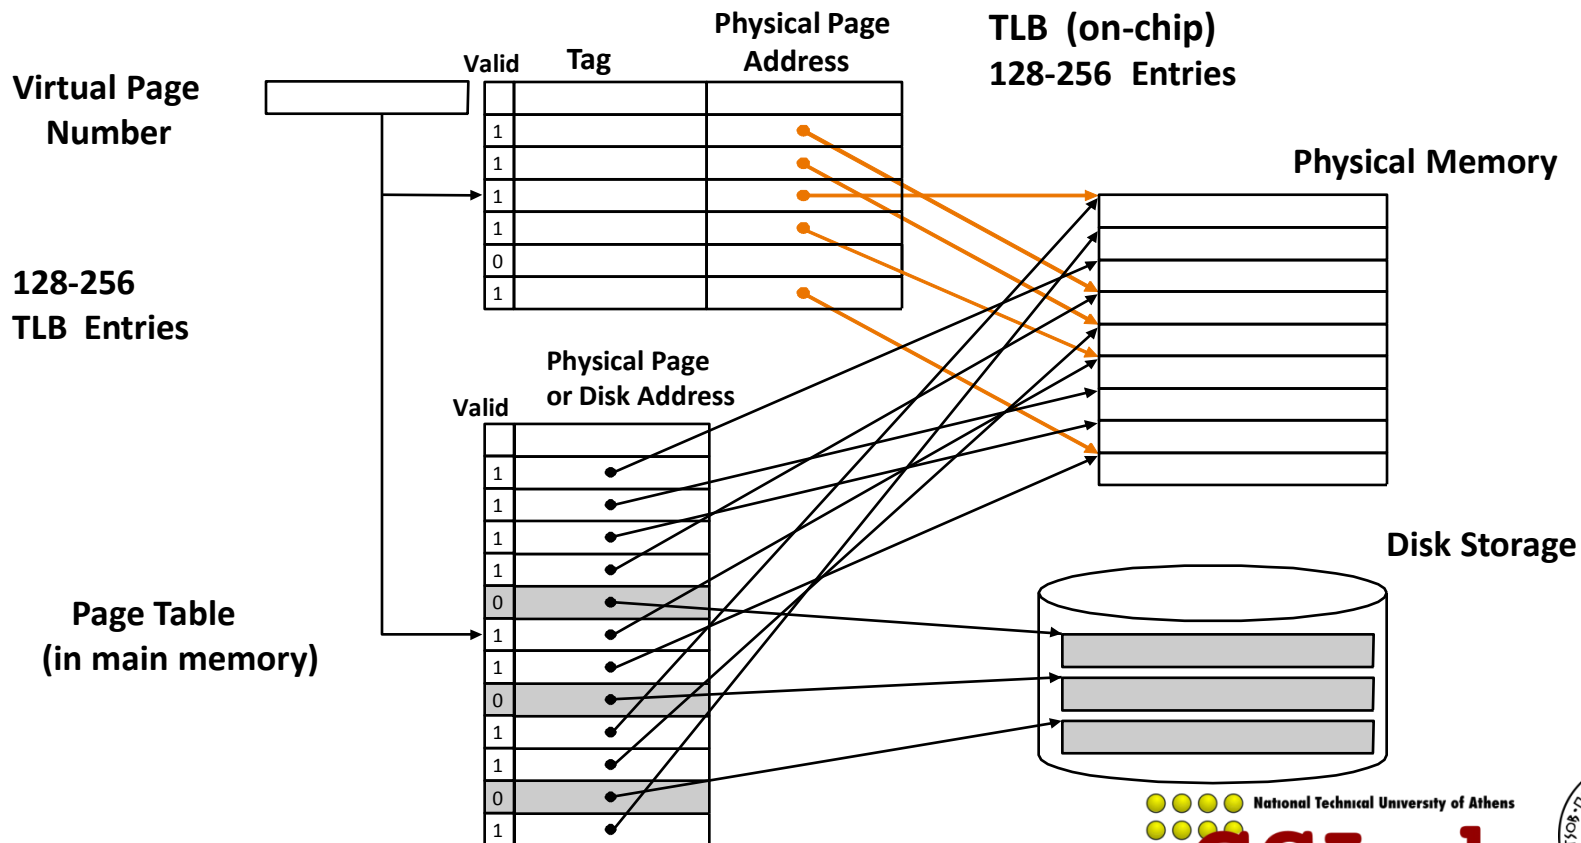 Physical Page
Address
TLB (on-chip)
128-256 Entries
Valid
Tag
Virtual Page
Number
1
1
1
1
0
1
Physical Memory
128-256
TLB Entries
Physical Page
or Disk Address
Valid
1
1
1
1
0
1
1
0
1
1
0
1
Disk Storage
Page Table
(in main memory)
National Technical University of Athens